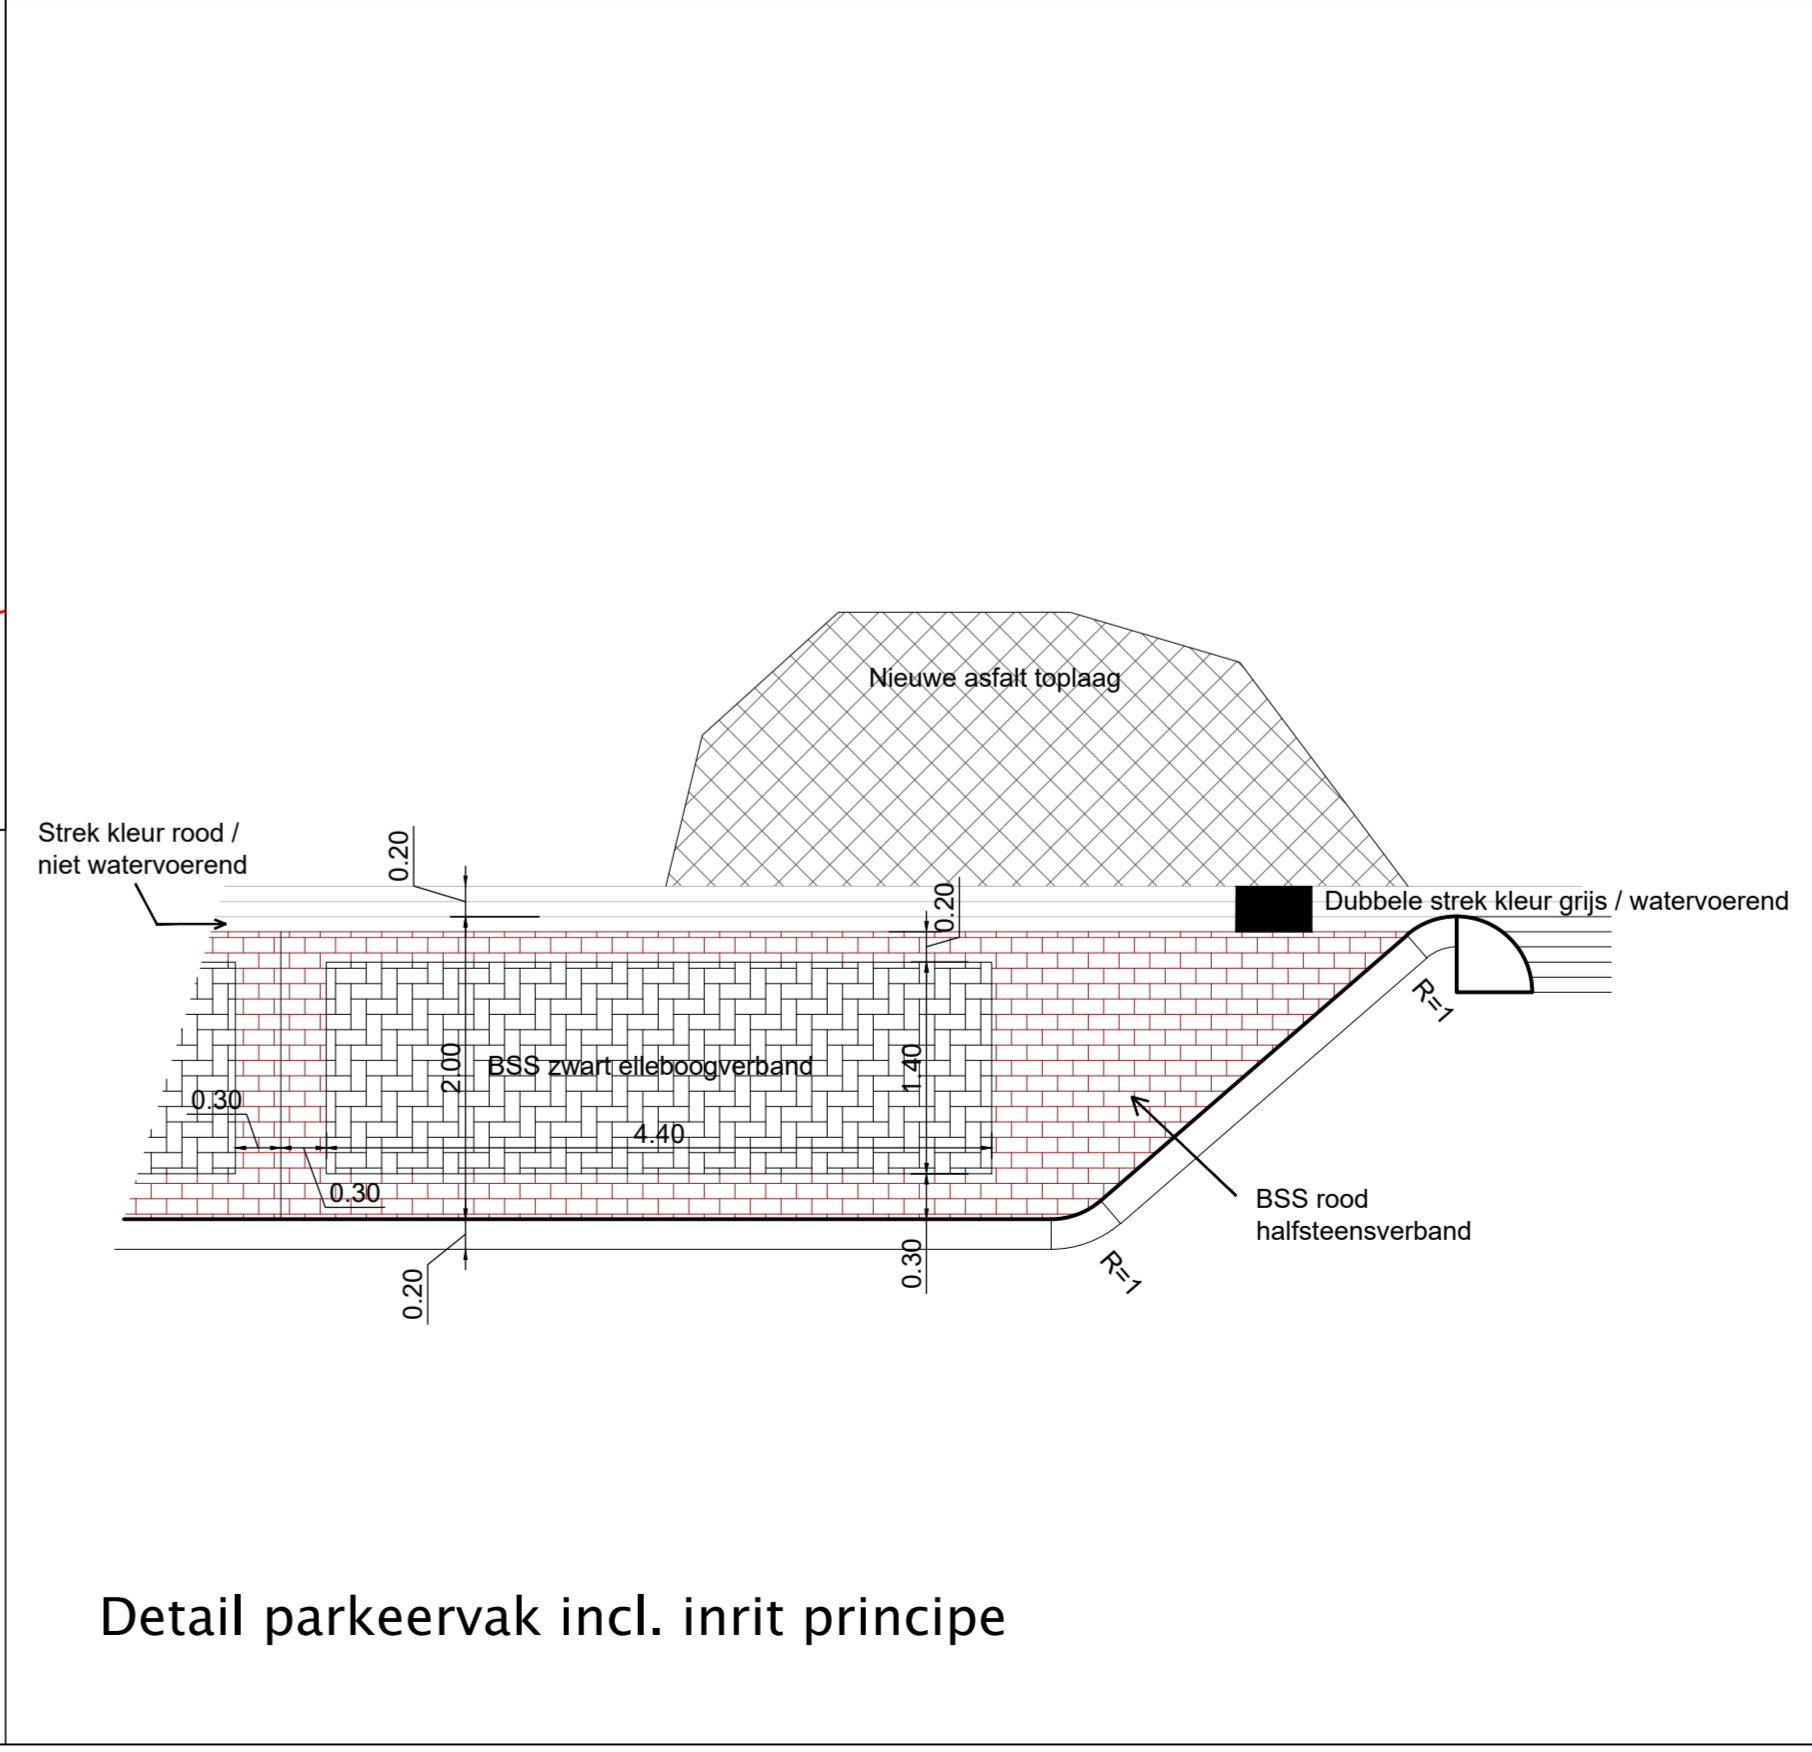 Nieuwe asfalt toplaag
Strek kleur rood /
niet watervoerend
0.20
0.20
Dubbele strek kleur grijs / watervoerend
R=1
2.00
BSS zwart elleboogverband
1.40
0.30
4.40
0.30
BSS rood
halfsteensverband
0.20
0.30
R=1
Detail parkeervak incl. inrit principe